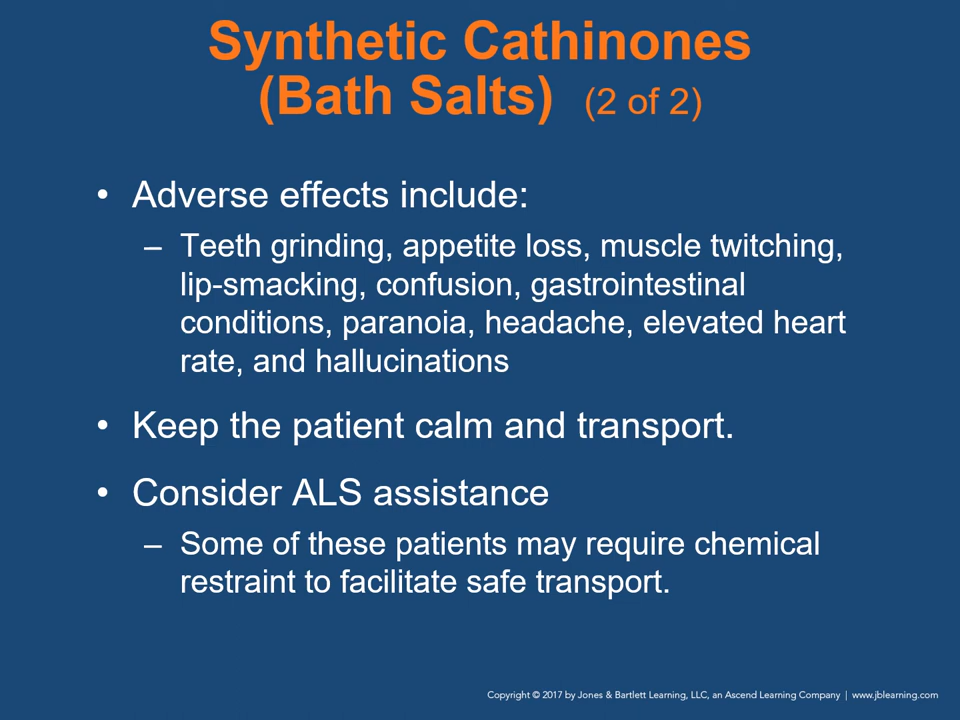 Synthetic Cathinones
(Bath Salts) (2 of 2)
• Adverse effects include:
– Teeth grinding, appetite loss, muscle twitching,
lip-smacking, confusion, gastrointestinal
conditions, paranoia, headache, elevated heart
rate, and hallucinations
• Keep the patient calm and transport.
• Consider ALS assistance
– Some of these patients may require chemical
restraint to facilitate safe transport.
Copyright © 2017 by Jones & Bartlett Learning, LLC, an Ascend Learning Company | www.jblearning.com